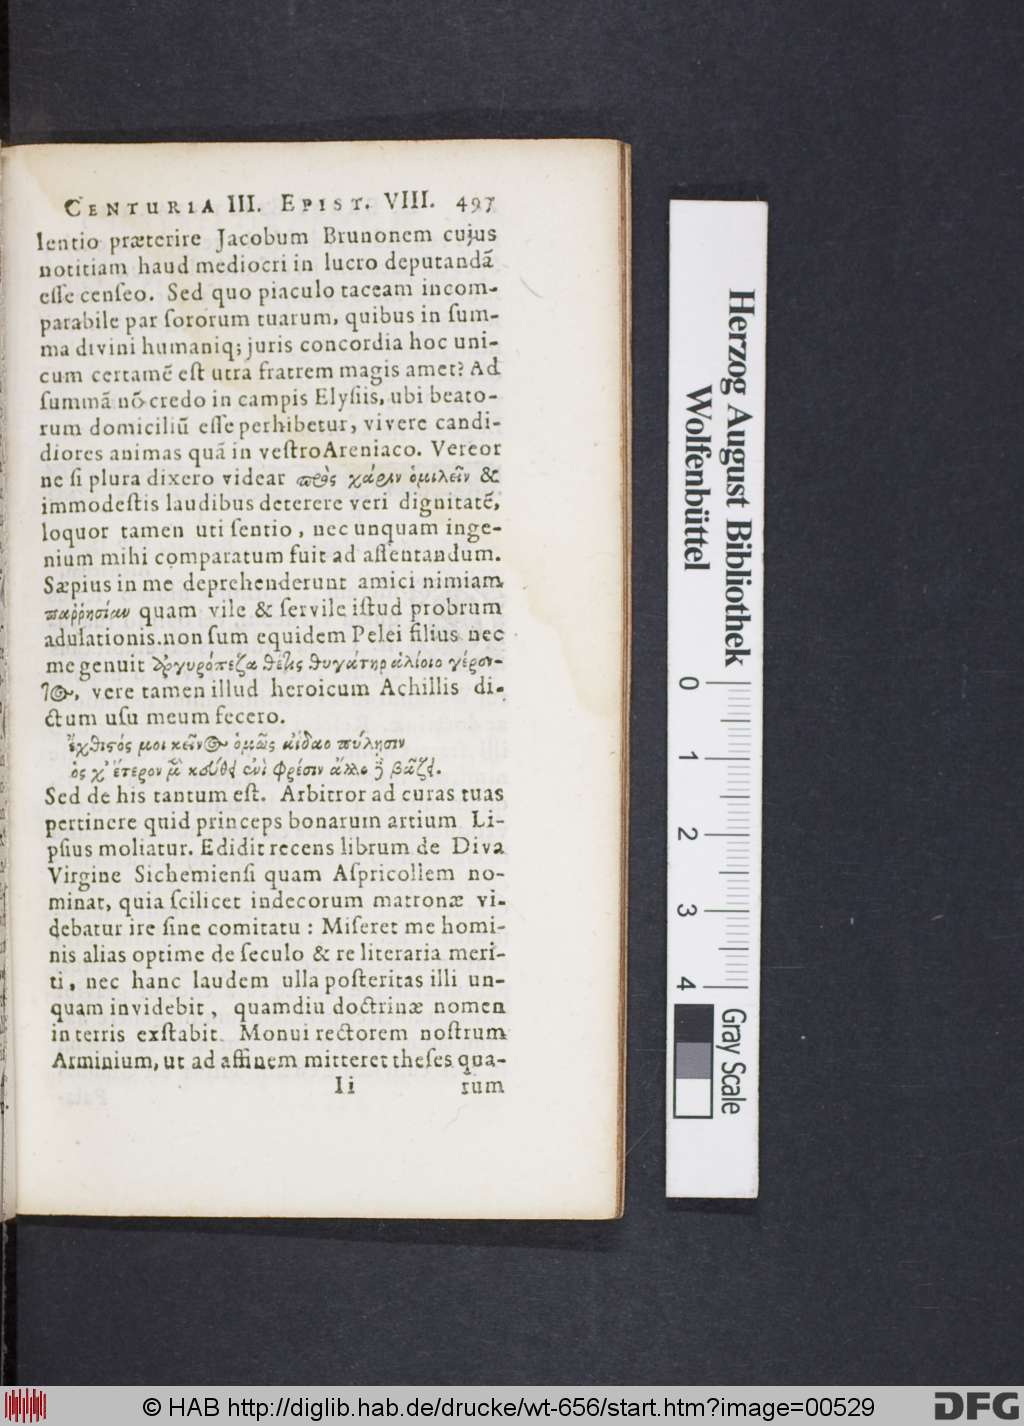 CENTURIA III. EPIST. VIII. 497
lentio præterire Jacobum Brunonem cujus
notitiam haud mediocri in lucro deputandã
eſſe cenſeo. Sed quo piaculo taceam incom-
parabile par ſororum tuarum, quibus in ſum-
ma divini humaniq; juris concordia hoc uni-
cum certamẽ eſt utra fratrem magis amet? Ad
ſummã nõ credo in campis Elyſiis, ubi beato-
rum domiciliũ eſſe perhibetur, vivere candi-
diores animas quã in veſtro Areniaco. Vereor
ne ſi plura dixero videar πρὸς χάριν ὁμιλεῖν &
immodeſtis laudibus deterere veri dignitatẽ,
loquor tamen uti ſentio, nec unquam inge-
nium mihi comparatum fuit ad aſſentandum.
Sæpius in me deprehenderunt amici nimiam
παῤῥησίαν quam vile & ſervile iſtud probrum
adulationis. non ſum equidem Pelei filius nec
me genuit ἀργυρόπεζα θέτις θυγάτηρ ἁλίοιο γέρον-
τος, vere tamen illud heroicum Achillis di-
ctum uſu meum fecero.
ἔχθιστός μοι κεῖνος ὁμῶς ἀίδαο πύλησιν
ὅς χ' ἕτερον μὲν κεύθει ἐνὶ φρέσιν ἄλλο δὲ βάζει.
Sed de his tantum eſt. Arbitror ad curas tuas
pertinere quid princeps bonarum artium Li-
pſius moliatur. Edidit recens librum de Diva
Virgine Sichemienſi quam Aſpricollem no-
minat, quia ſcilicet indecorum matronæ vi-
debatur ire ſine comitatu : Miſeret me homi-
nis alias optime de ſeculo & re literaria meri-
ti, nec hanc laudem ulla poſteritas illi un-
quam invidebit, quamdiu doctrinæ nomen
in terris exſtabit. Monui rectorem noſtrum
Arminium, ut ad affinem mitteret theſes qua-
Ii rum
Herzog August Bibliothek
Wolfenbüttel
0 1 2 3 4
Gray Scale
© HAB http://diglib.hab.de/drucke/wt-656/start.htm?image=00529
DFG